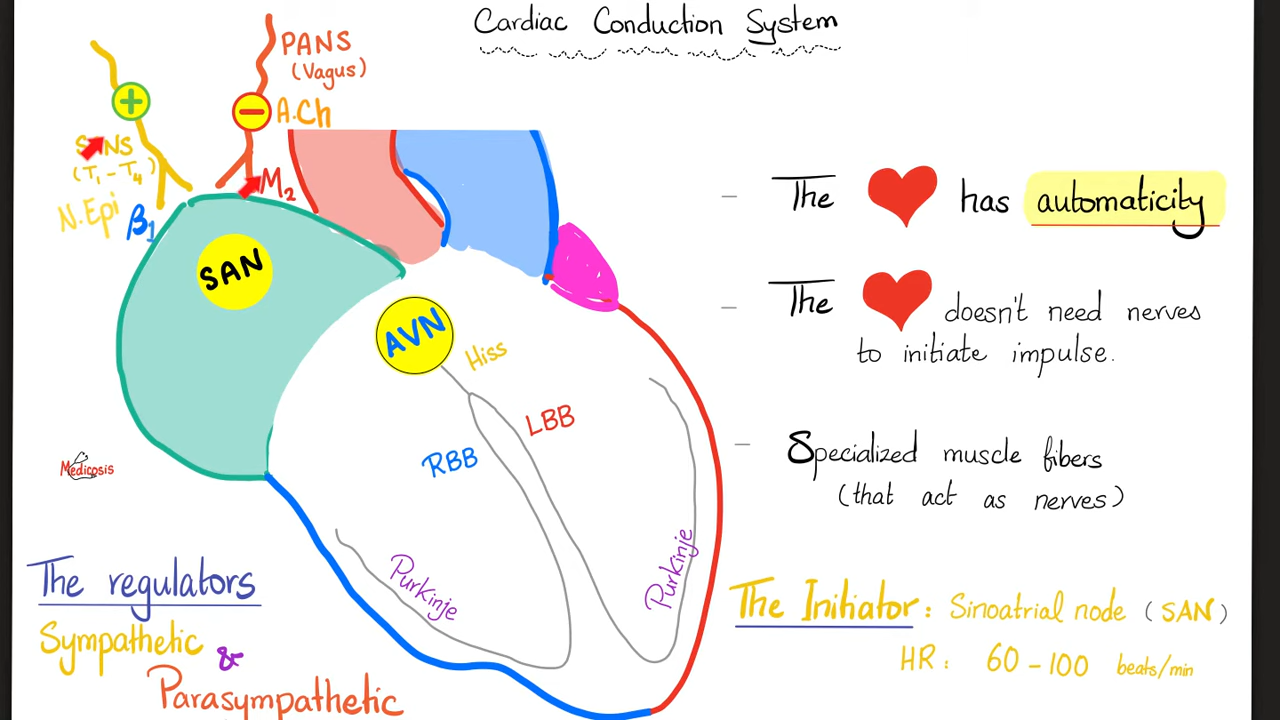 Cardiac Conduction System
PANS
(Vagus)
A.Ch
SANS
(T1 - T4)
N.Epi
β1
M2
SAN
AVN
Hiss
LBB
RBB
Purkinje
Purkinje
Medicosis
The regulators
Sympathetic
&
Parasympathetic
- The ❤ has automaticity
- The ❤ doesn't need nerves
to initiate impulse.
- Specialized muscle fibers
(that act as nerves)
The Initiator: Sinoatrial node (SAN)
HR: 60 - 100 beats/min